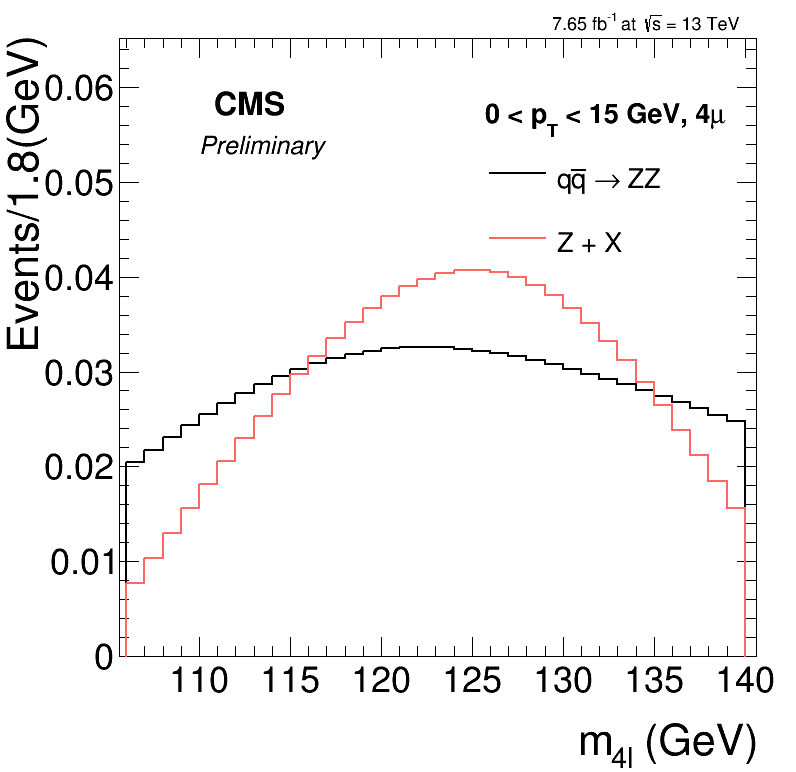 7.65 fb⁻¹ at √s = 13 TeV
CMS
Preliminary
0 < p_T < 15 GeV, 4μ
qq̅ → ZZ
Z + X
Events/1.8(GeV)
0.06
0.05
0.04
0.03
0.02
0.01
0
110 115 120 125 130 135 140
m_4l (GeV)